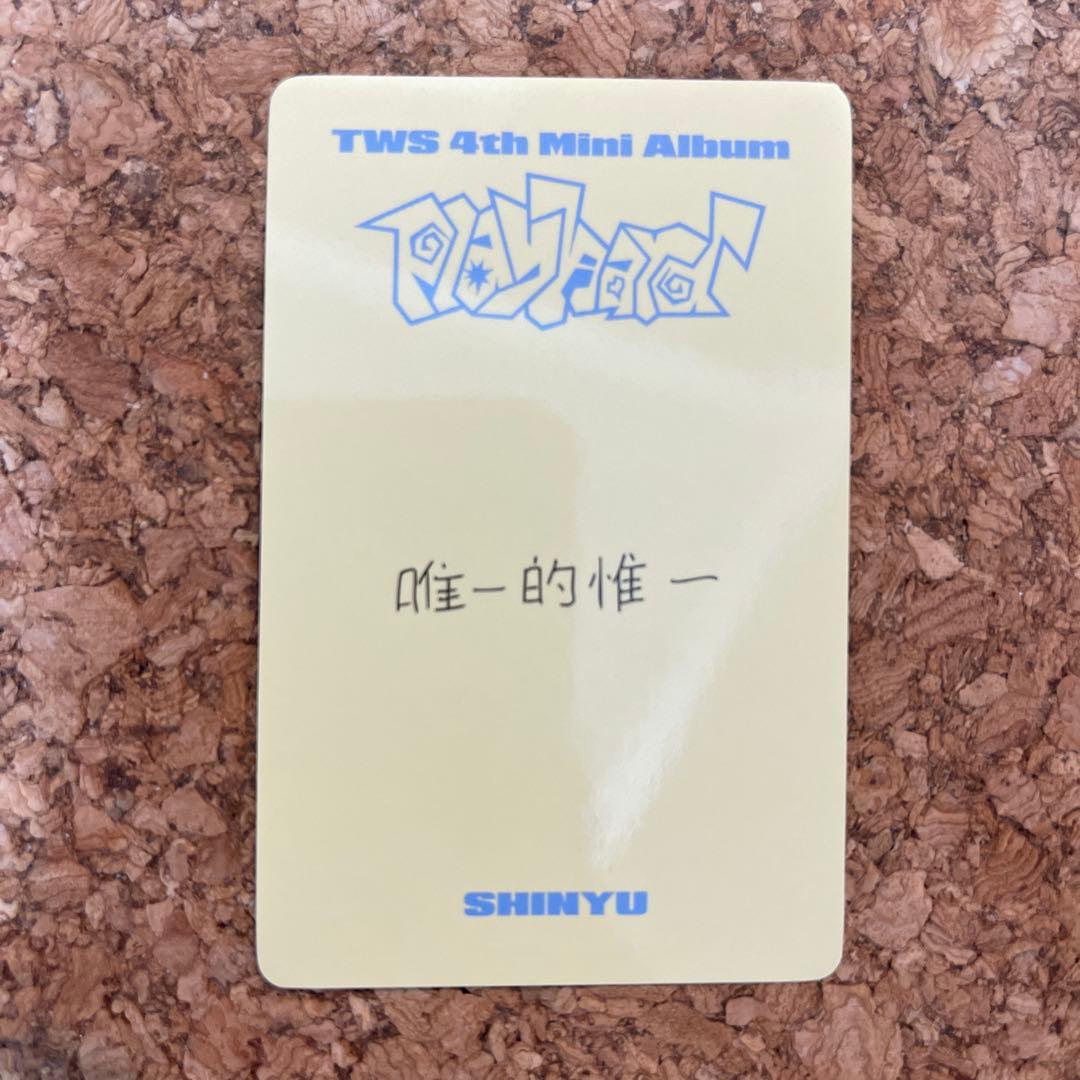 TWS 4th Mini Album
play hard
唯一的惟一
SHINYU